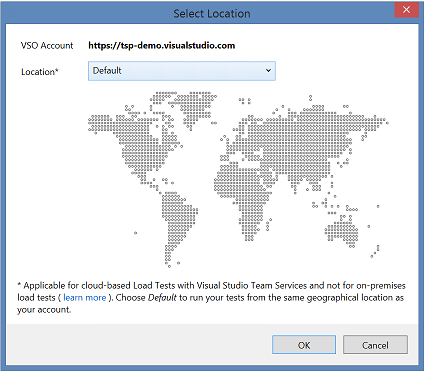 Select Location
VSO Account https://tsp-demo.visualstudio.com
Location* Default
* Applicable for cloud-based Load Tests with Visual Studio Team Services and not for on-premises
load tests ( learn more ). Choose Default to run your tests from the same geographical location as
your account.
OK Cancel